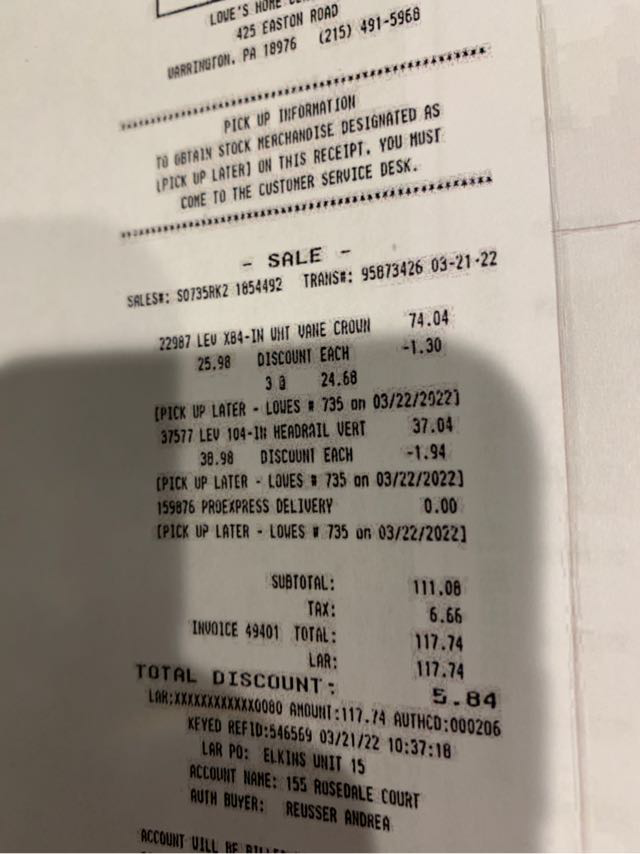 LOWE'S HOME
425 EASTON ROAD
WARRINGTON, PA 18976 (215) 491-5968
****************************************
PICK UP INFORMATION
TO OBTAIN STOCK MERCHANDISE DESIGNATED AS
[PICK UP LATER] ON THIS RECEIPT, YOU MUST
COME TO THE CUSTOMER SERVICE DESK.
****************************************
- SALE -
SALES#: S0735RK2 1854492 TRANS#: 95873426 03-21-22
22987 LEV X84-IN WHT VANE CROWN 74.04
25.98 DISCOUNT EACH -1.30
3 @ 24.68
[PICK UP LATER - LOWES # 735 on 03/22/2022]
37577 LEV 104-IN HEADRAIL VERT 37.04
38.98 DISCOUNT EACH -1.94
[PICK UP LATER - LOWES # 735 on 03/22/2022]
159876 PROEXPRESS DELIVERY 0.00
[PICK UP LATER - LOWES # 735 on 03/22/2022]
SUBTOTAL: 111.08
TAX: 6.66
INVOICE 49401 TOTAL: 117.74
LAR: 117.74
TOTAL DISCOUNT: 5.84
LAR:XXXXXXXXXXXX0080 AMOUNT:117.74 AUTHCD:000206
KEYED REFID:546569 03/21/22 10:37:18
LAR PO: ELKINS UNIT 15
ACCOUNT NAME: 155 ROSEDALE COURT
AUTH BUYER: REUSSER ANDREA
ACCOUNT WILL BE